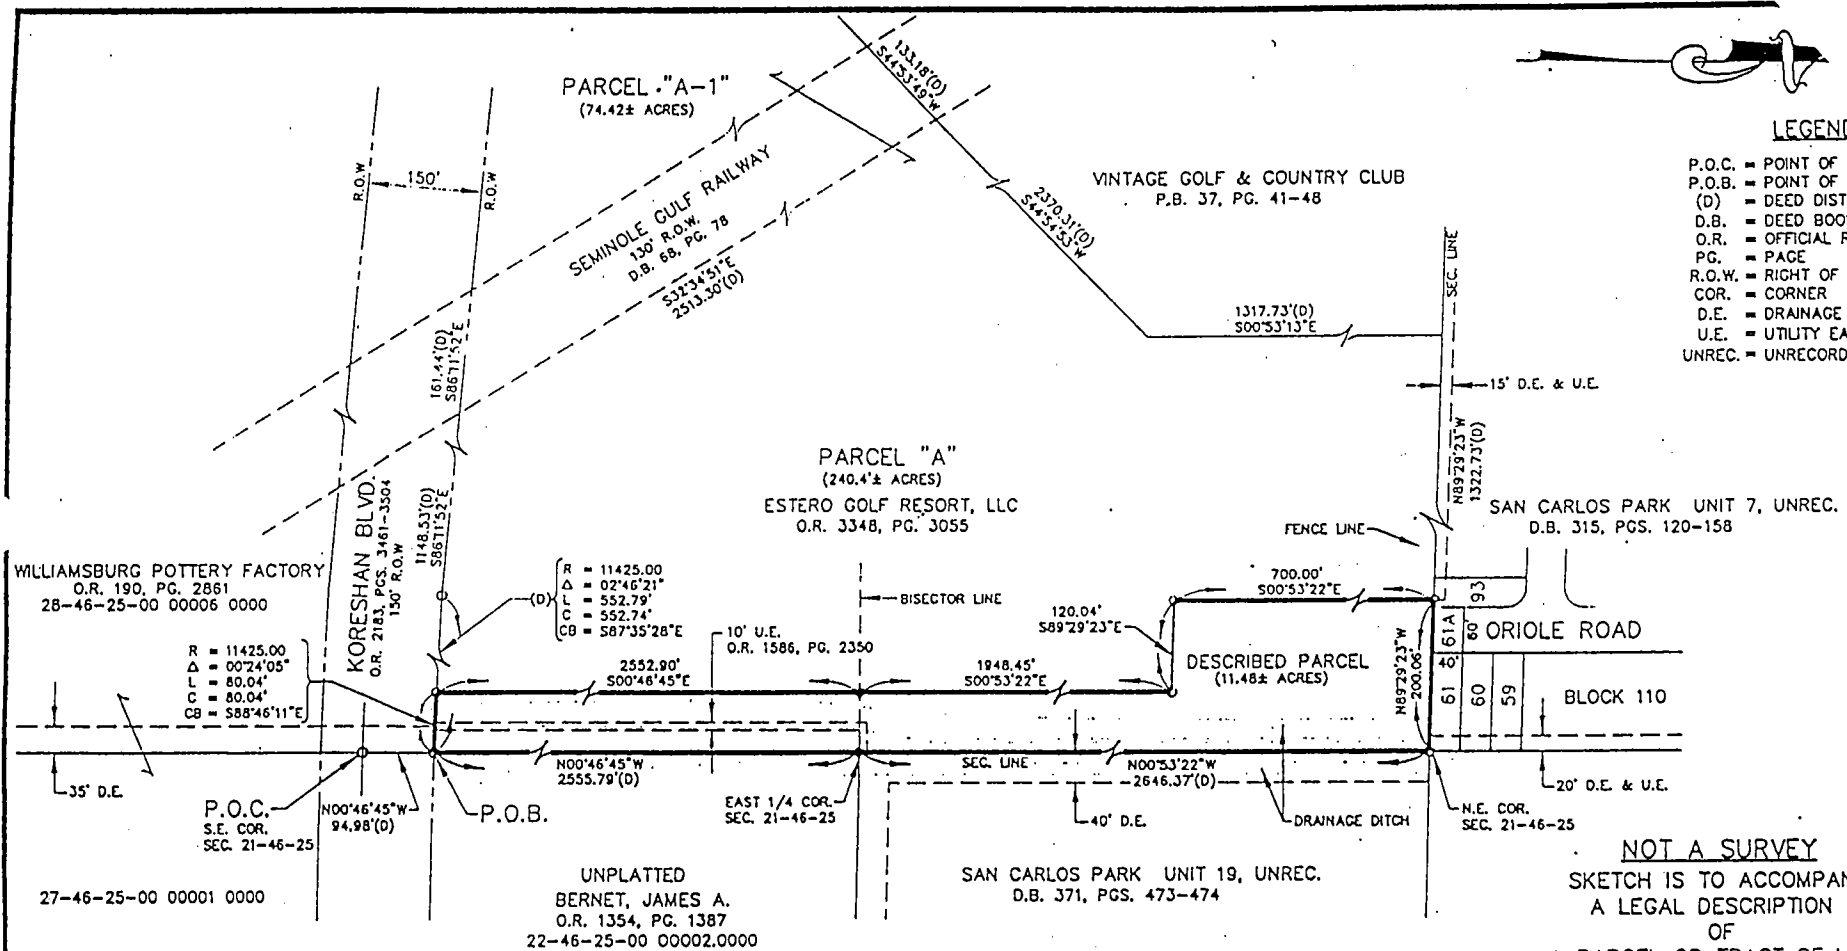 PARCEL "A-1"
(74.42± ACRES)
133.18'(D)
S44°53'49"W
R.O.W
150'
R.O.W
SEMINOLE GULF RAILWAY
130' R.O.W.
D.B. 68, PG. 78
S32°34'51"E
2513.30'(D)
VINTAGE GOLF & COUNTRY CLUB
P.B. 37, PG. 41-48
2370.31'(D)
S44°54'53"W
1317.73'(D)
S00°53'13"E
SEC. LINE
15' D.E. & U.E.
LEGEND
P.O.C. = POINT OF
P.O.B. = POINT OF
(D) = DEED DIST
D.B. = DEED BOO
O.R. = OFFICIAL R
PG. = PAGE
R.O.W. = RIGHT OF
COR. = CORNER
D.E. = DRAINAGE
U.E. = UTILITY EA
UNREC. = UNRECORD
161.4'(D)
S86°11'52"E
1148.53'(D)
S86°11'52"E
KORESHAN BLVD.
O.R. 2183, PGS. 3461-3504
150' R.O.W
PARCEL "A"
(240.4'± ACRES)
ESTERO GOLF RESORT, LLC
O.R. 3348, PG. 3055
N89°29'23"W
1322.73'(D)
SAN CARLOS PARK UNIT 7, UNREC.
D.B. 315, PGS. 120-158
FENCE LINE
WILLIAMSBURG POTTERY FACTORY
O.R. 190, PG. 2861
28-46-25-00 00006 0000
(D)
R = 11425.00
Δ = 02°46'21"
L = 552.79'
C = 552.74'
CB = S87°35'28"E
BISECTOR LINE
700.00'
S00°53'22"E
93
120.04'
S89°29'23"E
10' U.E.
O.R. 1586, PG. 2350
R = 11425.00
Δ = 00°24'05"
L = 80.04'
C = 80.04'
CB = S88°46'11"E
2552.90'
S00°46'45"E
1948.45'
S00°53'22"E
DESCRIBED PARCEL
(11.48± ACRES)
N89°29'23"W
200.06'
61A
60'
ORIOLE ROAD
40'
61
60
59
BLOCK 110
35' D.E.
P.O.C.
S.E. COR.
SEC. 21-46-25
N00°46'45"W
94.98'(D)
P.O.B.
N00°46'45"W
2555.79'(D)
EAST 1/4 COR.
SEC. 21-46-25
SEC. LINE
N00°53'22"W
2646.37'(D)
40' D.E.
DRAINAGE DITCH
N.E. COR.
SEC. 21-46-25
20' D.E. & U.E.
27-46-25-00 00001 0000
UNPLATTED
BERNET, JAMES A.
O.R. 1354, PG. 1387
22-46-25-00 00002.0000
SAN CARLOS PARK UNIT 19, UNREC.
D.B. 371, PGS. 473-474
NOT A SURVEY
SKETCH IS TO ACCOMPAN
A LEGAL DESCRIPTION
OF